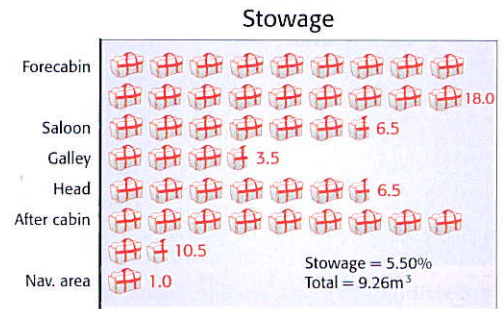 Stowage
Forecabin
18.0
Saloon 6.5
Galley 3.5
Head 6.5
After cabin
10.5
Nav. area 1.0
Stowage = 5.50%
Total = 9.26m³